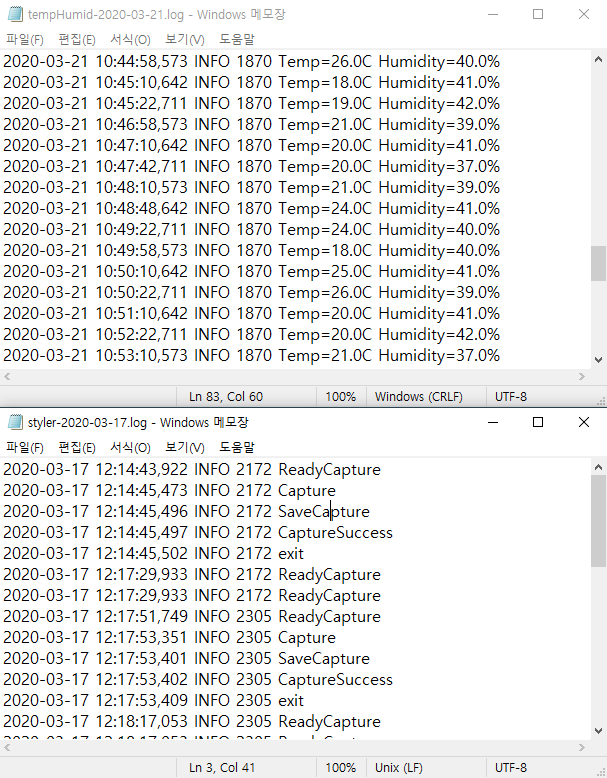 tempHumid-2020-03-21.log - Windows 메모장
파일(F) 편집(E) 서식(O) 보기(V) 도움말
2020-03-21 10:44:58,573 INFO 1870 Temp=26.0C Humidity=40.0%
2020-03-21 10:45:10,642 INFO 1870 Temp=18.0C Humidity=41.0%
2020-03-21 10:45:22,711 INFO 1870 Temp=19.0C Humidity=42.0%
2020-03-21 10:46:58,573 INFO 1870 Temp=21.0C Humidity=39.0%
2020-03-21 10:47:10,642 INFO 1870 Temp=20.0C Humidity=41.0%
2020-03-21 10:47:42,711 INFO 1870 Temp=20.0C Humidity=37.0%
2020-03-21 10:48:10,573 INFO 1870 Temp=21.0C Humidity=39.0%
2020-03-21 10:48:48,642 INFO 1870 Temp=24.0C Humidity=41.0%
2020-03-21 10:49:22,711 INFO 1870 Temp=24.0C Humidity=40.0%
2020-03-21 10:49:58,573 INFO 1870 Temp=18.0C Humidity=40.0%
2020-03-21 10:50:10,642 INFO 1870 Temp=25.0C Humidity=41.0%
2020-03-21 10:50:22,711 INFO 1870 Temp=26.0C Humidity=39.0%
2020-03-21 10:51:10,642 INFO 1870 Temp=20.0C Humidity=41.0%
2020-03-21 10:52:22,711 INFO 1870 Temp=20.0C Humidity=42.0%
2020-03-21 10:53:10,573 INFO 1870 Temp=21.0C Humidity=37.0%
Ln 83, Col 60 100% Windows (CRLF) UTF-8
styler-2020-03-17.log - Windows 메모장
파일(F) 편집(E) 서식(O) 보기(V) 도움말
2020-03-17 12:14:43,922 INFO 2172 ReadyCapture
2020-03-17 12:14:45,473 INFO 2172 Capture
2020-03-17 12:14:45,496 INFO 2172 SaveCapture
2020-03-17 12:14:45,497 INFO 2172 CaptureSuccess
2020-03-17 12:14:45,502 INFO 2172 exit
2020-03-17 12:17:29,933 INFO 2172 ReadyCapture
2020-03-17 12:17:29,933 INFO 2172 ReadyCapture
2020-03-17 12:17:51,749 INFO 2305 ReadyCapture
2020-03-17 12:17:53,351 INFO 2305 Capture
2020-03-17 12:17:53,401 INFO 2305 SaveCapture
2020-03-17 12:17:53,402 INFO 2305 CaptureSuccess
2020-03-17 12:17:53,409 INFO 2305 exit
2020-03-17 12:18:17,053 INFO 2305 ReadyCapture
Ln 3, Col 41 100% Unix (LF) UTF-8